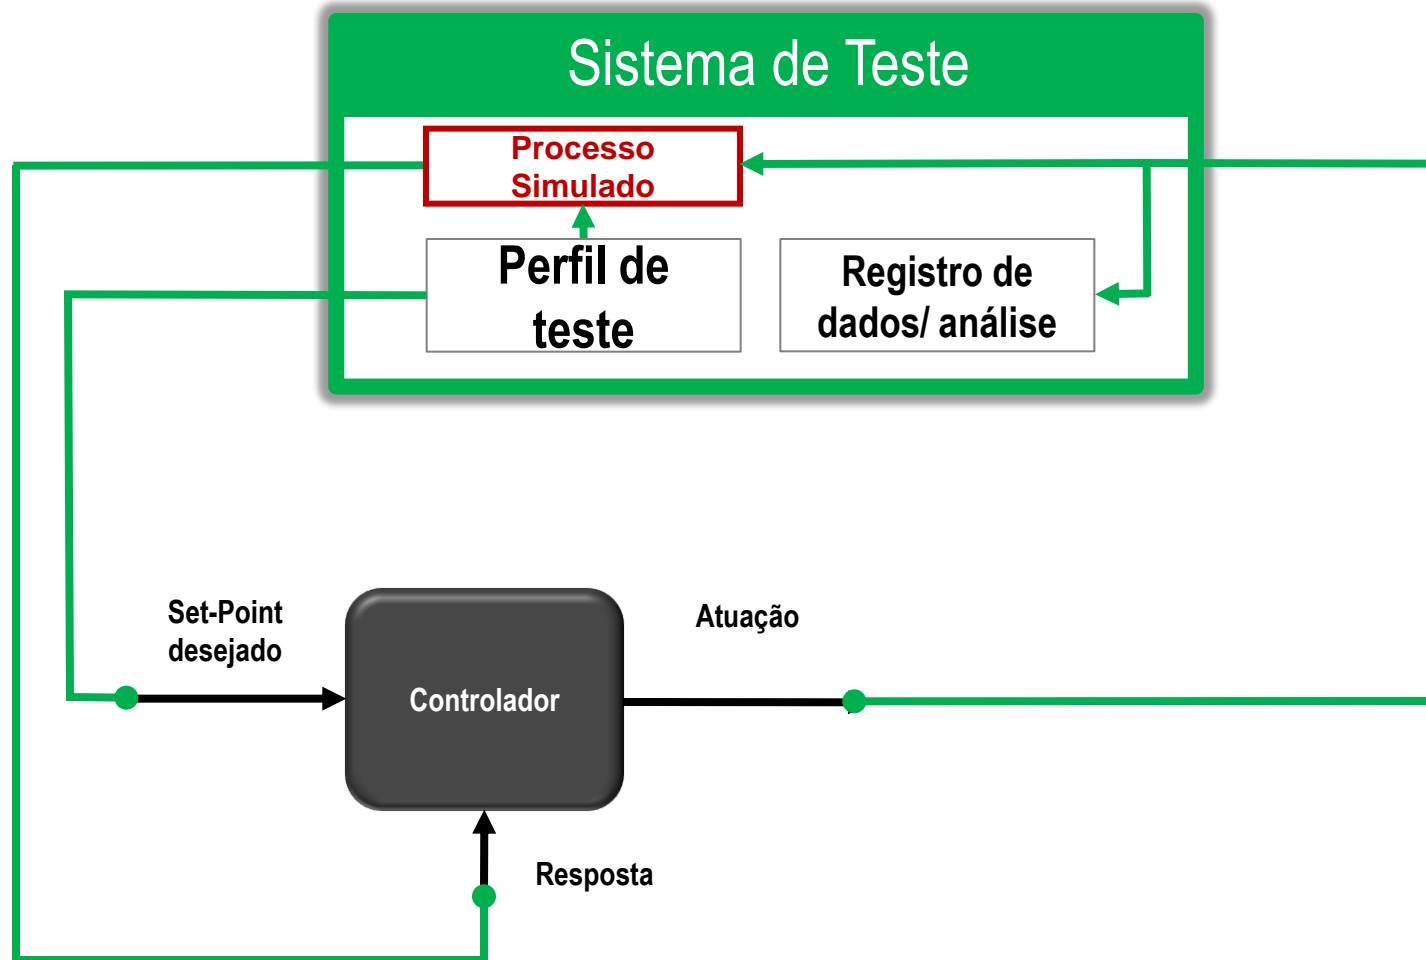 Sistema de Teste
Processo
Simulado
Perfil de
teste
Registro de
dados/ análise
Set-Point
desejado
Controlador
Atuação
Resposta